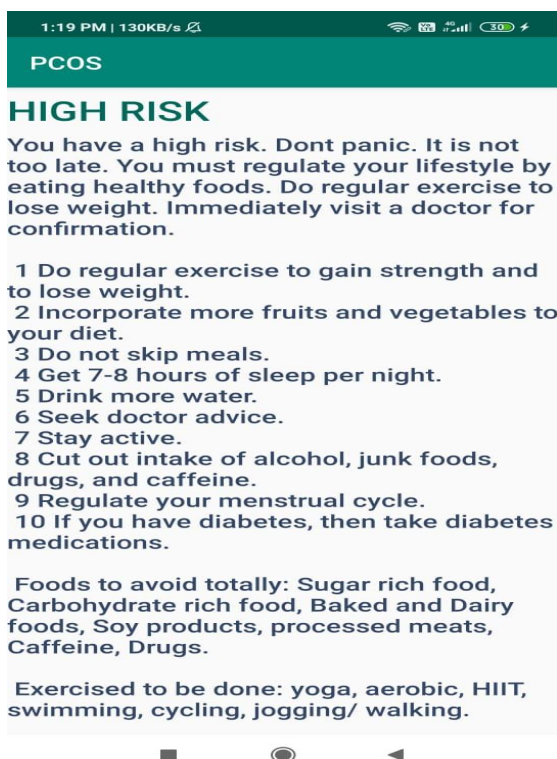 1:19 PM | 130KB/s
Vo LTE 4G 30
PCOS
HIGH RISK
You have a high risk. Dont panic. It is not
too late. You must regulate your lifestyle by
eating healthy foods. Do regular exercise to
lose weight. Immediately visit a doctor for
confirmation.
1 Do regular exercise to gain strength and
to lose weight.
2 Incorporate more fruits and vegetables to
your diet.
3 Do not skip meals.
4 Get 7-8 hours of sleep per night.
5 Drink more water.
6 Seek doctor advice.
7 Stay active.
8 Cut out intake of alcohol, junk foods,
drugs, and caffeine.
9 Regulate your menstrual cycle.
10 If you have diabetes, then take diabetes
medications.
Foods to avoid totally: Sugar rich food,
Carbohydrate rich food, Baked and Dairy
foods, Soy products, processed meats,
Caffeine, Drugs.
Exercised to be done: yoga, aerobic, HIIT,
swimming, cycling, jogging/ walking.